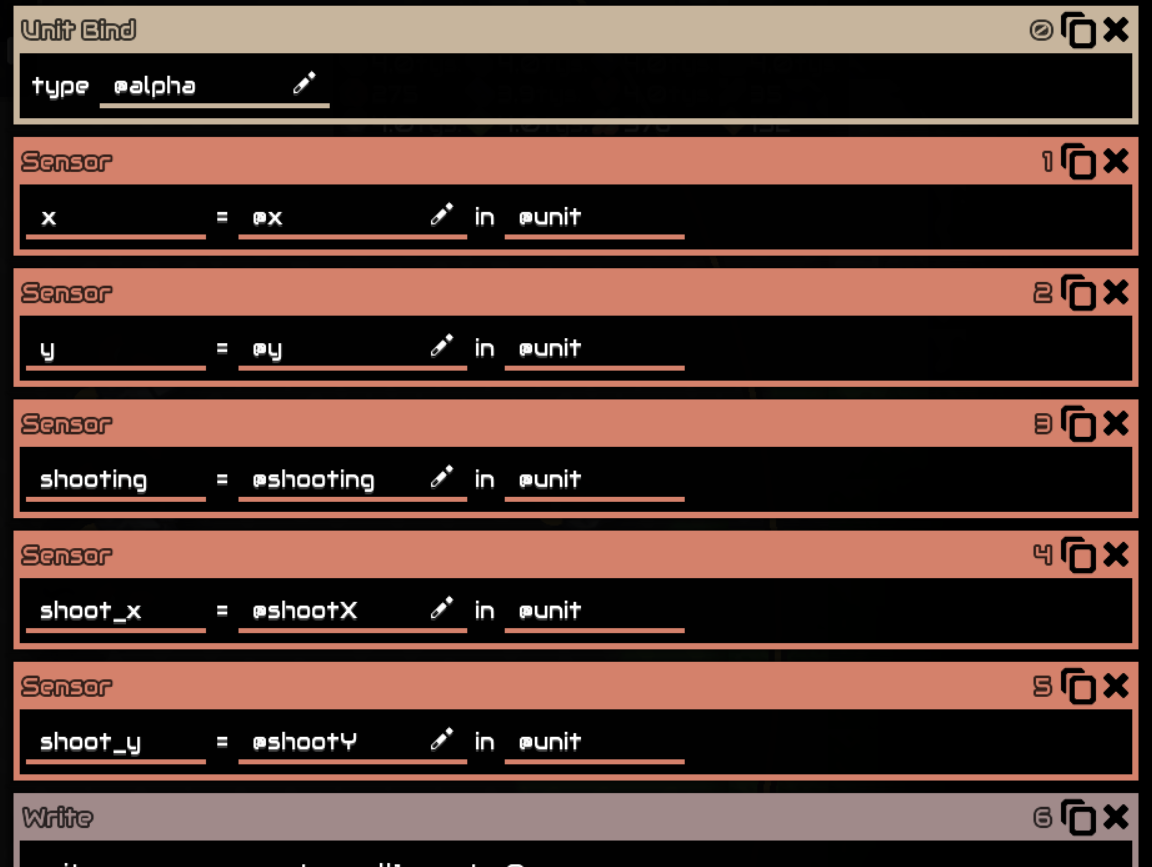 Unit Bind 0
type @alpha
Sensor 1
x = @x in @unit
Sensor 2
y = @y in @unit
Sensor 3
shooting = @shooting in @unit
Sensor 4
shoot_x = @shootX in @unit
Sensor 5
shoot_y = @shootY in @unit
Write 6